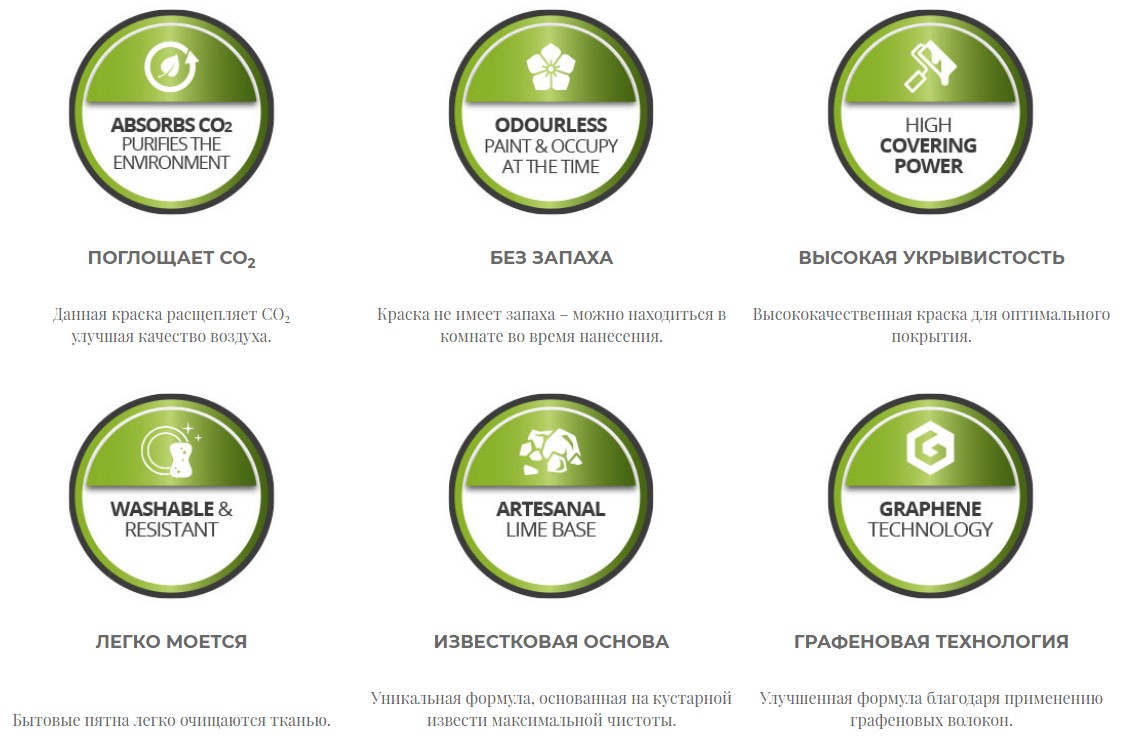 ABSORBS CO₂
PURIFIES THE
ENVIRONMENT
ODOURLESS
PAINT & OCCUPY
AT THE TIME
HIGH
COVERING
POWER
ПОГЛОЩАЕТ CO₂
БЕЗ ЗАПАХА
ВЫСОКАЯ УКРЫВИСТОСТЬ
Данная краска расщепляет CO₂
улучшая качество воздуха.
Краска не имеет запаха – можно находиться в
комнате во время нанесения.
Высококачественная краска для оптимального
покрытия.
WASHABLE &
RESISTANT
ARTESANAL
LIME BASE
GRAPHENE
TECHNOLOGY
ЛЕГКО МОЕТСЯ
ИЗВЕСТКОВАЯ ОСНОВА
ГРАФЕНОВАЯ ТЕХНОЛОГИЯ
Бытовые пятна легко очищаются тканью.
Уникальная формула, основанная на кустарной
извести максимальной чистоты.
Улучшенная формула благодаря применению
графеновых волокон.